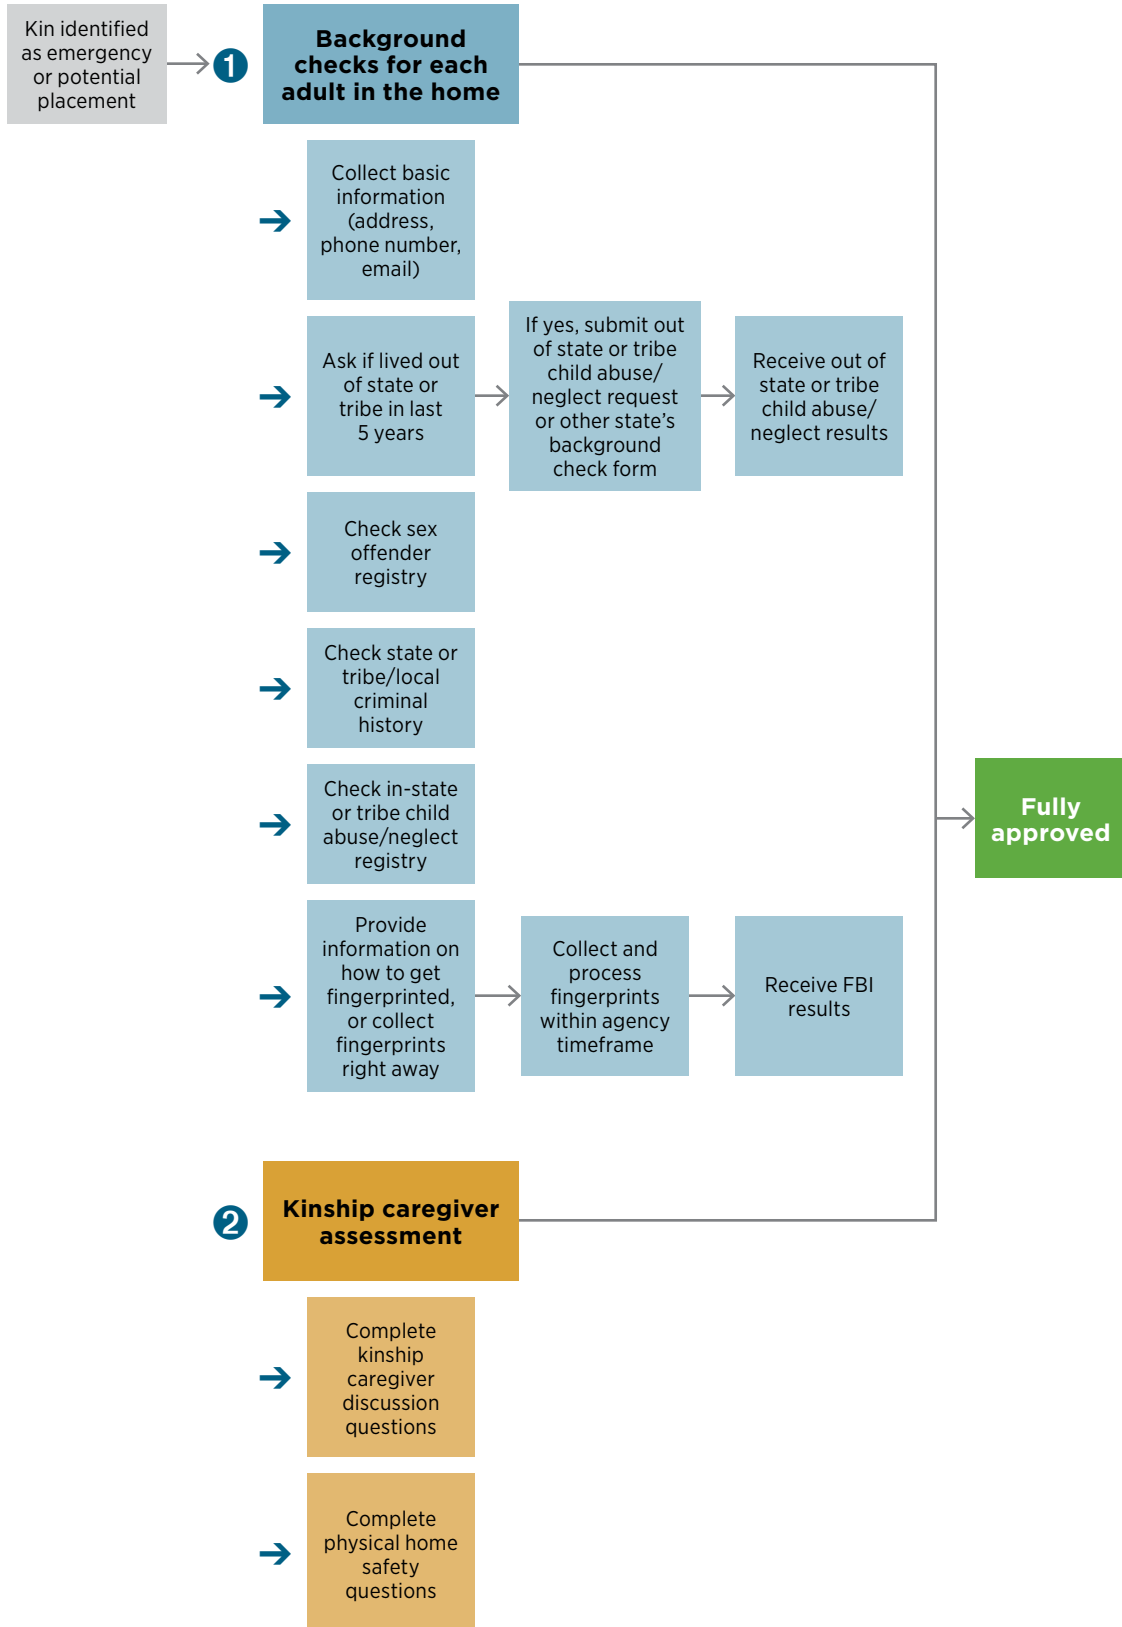 Kin identified
as emergency
or potential
placement
1
Background
checks for each
adult in the home
Collect basic
information
(address,
phone number,
email)
Ask if lived out
of state or
tribe in last
5 years
If yes, submit out
of state or tribe
child abuse/
neglect request
or other state’s
background
check form
Receive out of
state or tribe
child abuse/
neglect results
Check sex
offender
registry
Check state or
tribe/local
criminal
history
Check in-state
or tribe child
abuse/neglect
registry
Provide
information on
how to get
fingerprinted,
or collect
fingerprints
right away
Collect and
process
fingerprints
within agency
timeframe
Receive FBI
results
2
Kinship caregiver
assessment
Complete
kinship
caregiver
discussion
questions
Complete
physical home
safety
questions
Fully
approved